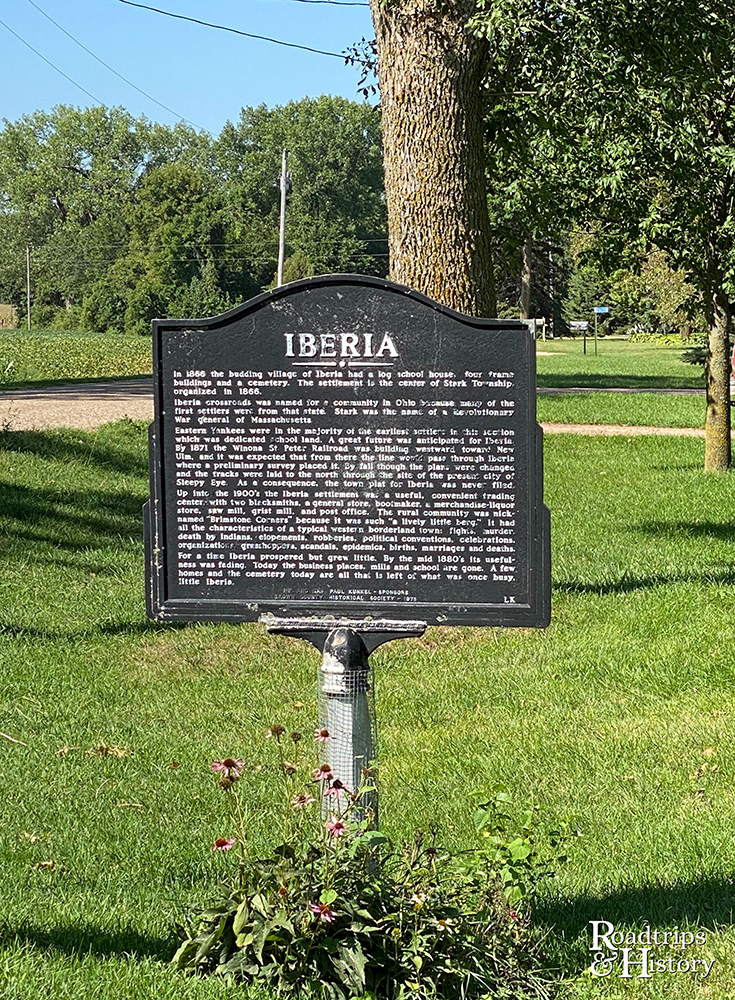 IBERIA
In 1866 the budding village of Iberia had a log school house, four frame
buildings and a cemetery. The settlement is the center of Stark Township,
organized in 1866.
Iberia crossroads was named for a community in Ohio because many of the
first settlers were from that state. Stark was the name of a Revolutionary
War general of Massachusetts
Eastern Yankees were in the majority of the earliest settlers in this section
which was dedicated school land. A great future was anticipated for Iberia.
By 1871 the Winona St Peter Railroad was building westward toward New
Ulm, and it was expected that from there the line would pass through Iberia
where a preliminary survey placed it. By fall though the plans were changed
and the tracks were laid to the north through the site of the present city of
Sleepy Eye. As a consequence, the town plat for Iberia was never filed.
Up into the 1900's the Iberia settlement was a useful, convenient trading
center, with two blacksmiths, a general store, bootmaker, a merchandise-liquor
store, saw mill, grist mill, and post office. The rural community was nick-
named "Brimstone Corners" because it was such "a lively little berg." It had
all the characteristics of a typical western borderland town: fights, murder,
death by Indians, elopements, robberies, political conventions, celebrations,
organizations, grasshoppers, scandals, epidemics, births, marriages and deaths.
For a time Iberia prospered but grew little. By the mid 1880's its useful-
ness was fading. Today the business places, mills and school are gone. A few
homes and the cemetery today are all that is left of what was once busy,
little Iberia.
MR. AND MRS. PAUL KUNKEL - SPONSORS
BROWN COUNTY HISTORICAL SOCIETY - 1975
L.K
Roadtrips
& History